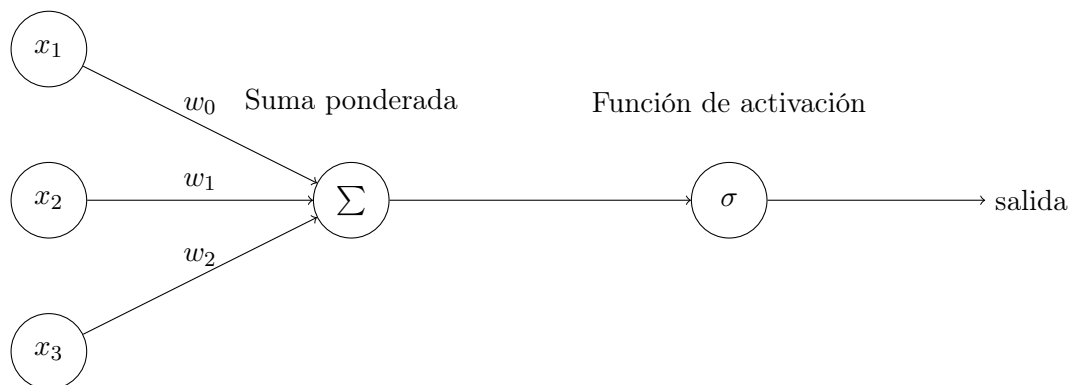 x₁
w₀ Suma ponderada Función de activación
x₂ w₁ ∑ σ salida
w₂
x₃